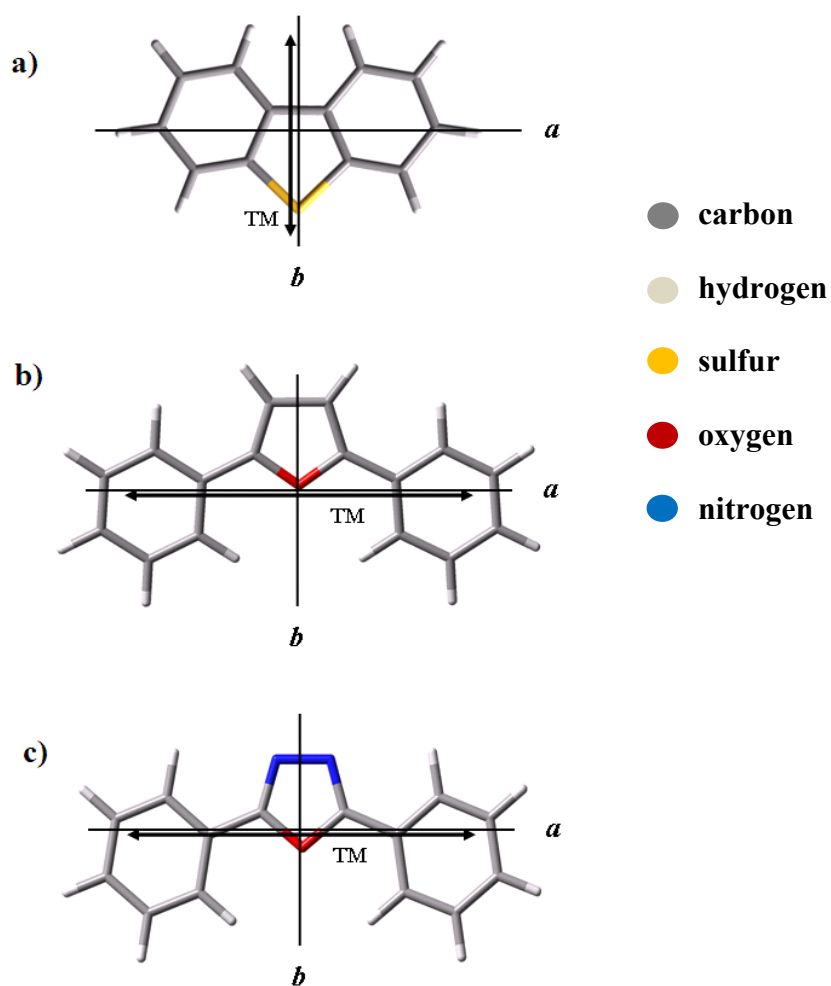 a)
a
TM
b
carbon
hydrogen
sulfur
oxygen
nitrogen
b)
a
TM
b
c)
a
TM
b